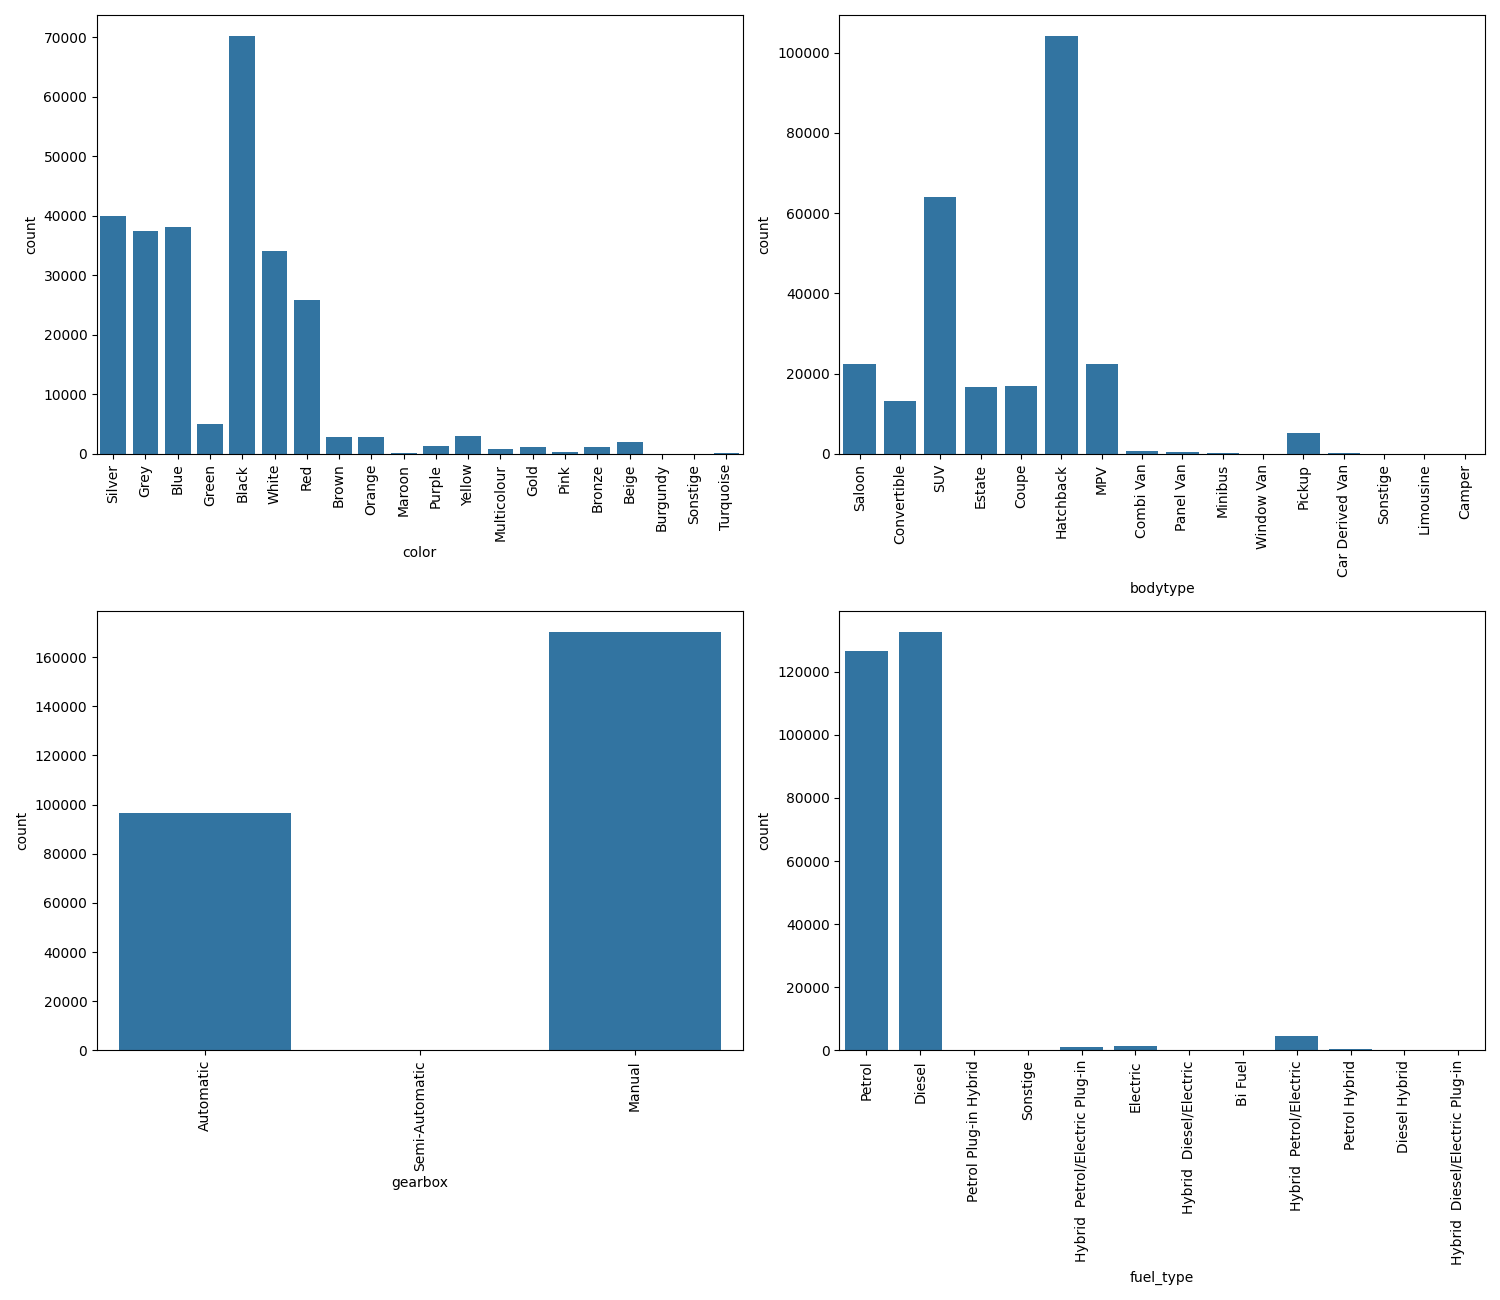 70000
60000
50000
40000
30000
20000
10000
0
count
Silver
Grey
Blue
Green
Black
White
Red
Brown
Orange
Maroon
Purple
Yellow
Multicolour
Gold
Pink
Bronze
Beige
Burgundy
Sonstige
Turquoise
color
100000
80000
60000
40000
20000
0
count
Saloon
Convertible
SUV
Estate
Coupe
Hatchback
MPV
Combi Van
Panel Van
Minibus
Window Van
Pickup
Car Derived Van
Sonstige
Limousine
Camper
bodytype
160000
140000
120000
100000
80000
60000
40000
20000
0
count
Automatic
Semi-Automatic
Manual
gearbox
120000
100000
80000
60000
40000
20000
0
count
Petrol
Diesel
Petrol Plug-in Hybrid
Sonstige
Hybrid  Petrol/Electric Plug-in
Electric
Hybrid  Diesel/Electric
Bi Fuel
Hybrid  Petrol/Electric
Petrol Hybrid
Diesel Hybrid
Hybrid  Diesel/Electric Plug-in
fuel_type